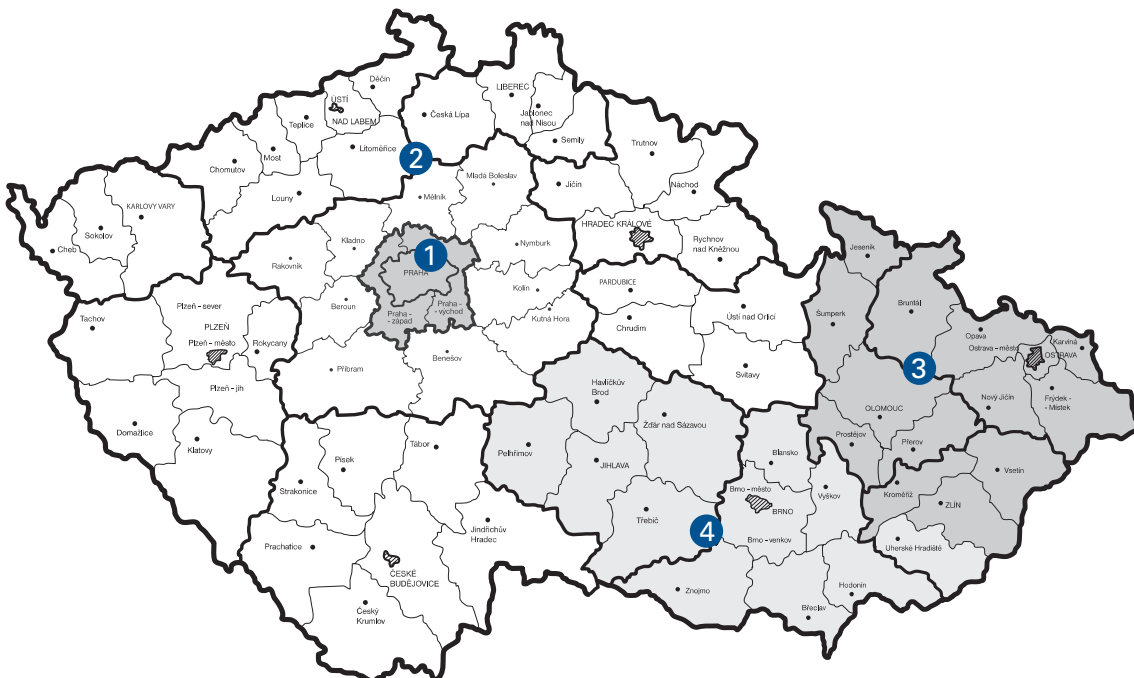 Děčín
ÚSTÍ
NAD LABEM
Teplice
Most
Chomutov
Litoměřice
Louny
Česká Lípa
LIBEREC
Jablonec
nad Nisou
Semily
Trutnov
Náchod
Jičín
HRADEC KRÁLOVÉ
Rychnov
nad Kněžnou
2
Mladá Boleslav
Mělník
KARLOVY VARY
Sokolov
Cheb
Kladno
Rakovník
1
PRAHA
Nymburk
Kolín
Beroun
Praha -
- západ
Praha -
- východ
Kutná Hora
Benešov
Příbram
PARDUBICE
Chrudim
Ústí nad Orlicí
Svitavy
Tachov
Plzeň - sever
PLZEŇ
Plzeň - město
Rokycany
Plzeň - jih
Domažlice
Klatovy
Jeseník
Šumperk
Bruntál
Opava
Ostrava - město
Karviná
OSTRAVA
3
Nový Jičín
Frýdek -
- Místek
OLOMOUC
Prostějov
Přerov
Vsetín
Kroměříž
ZLÍN
Uherské Hradiště
Havlíčkův
Brod
Žďár nad Sázavou
Pelhřimov
JIHLAVA
Třebíč
4
Blansko
Brno - město
BRNO
Vyškov
Brno - venkov
Znojmo
Břeclav
Hodonín
Tábor
Písek
Strakonice
Prachatice
Jindřichův
Hradec
ČESKÉ
BUDĚJOVICE
Český
Krumlov